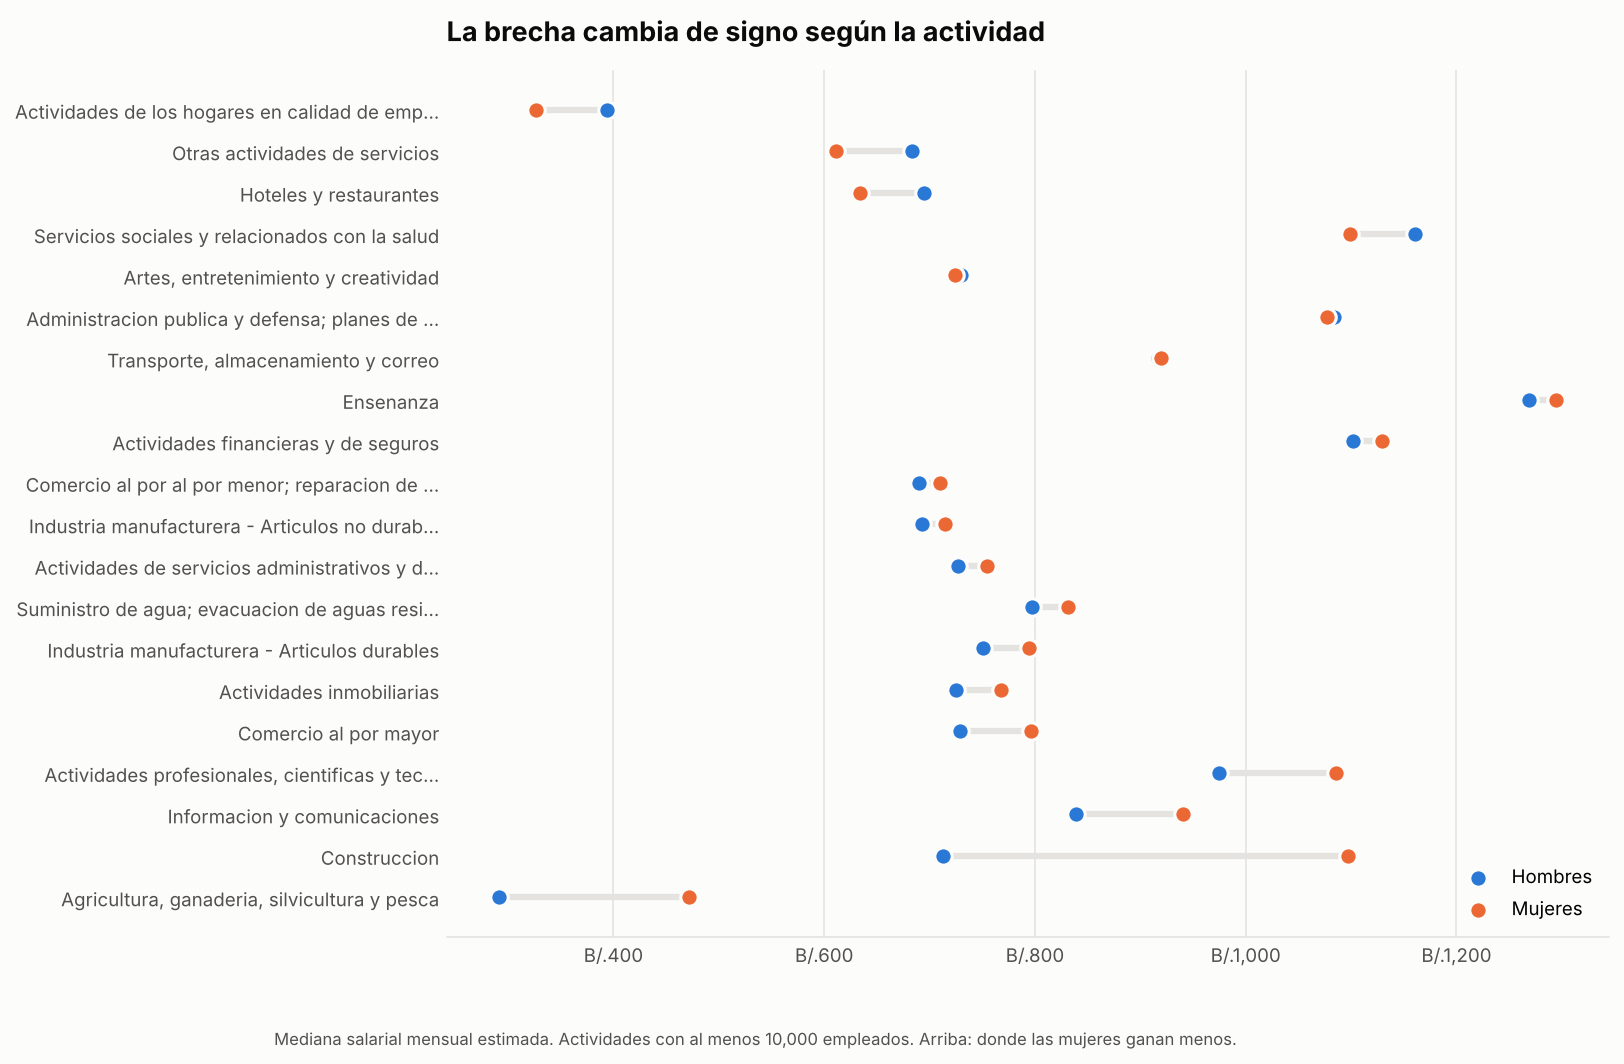 La brecha cambia de signo según la actividad
Actividades de los hogares en calidad de emp...
Otras actividades de servicios
Hoteles y restaurantes
Servicios sociales y relacionados con la salud
Artes, entretenimiento y creatividad
Administracion publica y defensa; planes de ...
Transporte, almacenamiento y correo
Ensenanza
Actividades financieras y de seguros
Comercio al por al por menor; reparacion de ...
Industria manufacturera - Articulos no durab...
Actividades de servicios administrativos y d...
Suministro de agua; evacuacion de aguas resi...
Industria manufacturera - Articulos durables
Actividades inmobiliarias
Comercio al por mayor
Actividades profesionales, cientificas y tec...
Informacion y comunicaciones
Construccion
Agricultura, ganaderia, silvicultura y pesca
Hombres
Mujeres
B/.400 B/.600 B/.800 B/.1,000 B/.1,200
Mediana salarial mensual estimada. Actividades con al menos 10,000 empleados. Arriba: donde las mujeres ganan menos.